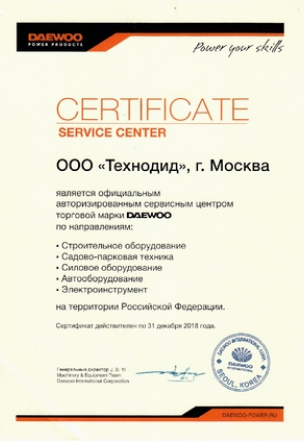 DAEWOO
POWER PRODUCTS
Power your skills
CERTIFICATE
SERVICE CENTER
ООО «Технодид», г. Москва
является официальным
авторизированным сервисным центром
торговой марки DAEWOO
по направлениям:
• Строительное оборудование
• Садово-парковая техника
• Силовое оборудование
• Автооборудование
• Электроинструмент
на территории Российской Федерации.
Сертификат действителен по 31 декабря 2018 года.
Генеральный директор J. S. Yi
Machinery & Equipment Team
Daewoo International Corporation
DAEWOO INTERNATIONAL CORP.
DAEWOO
SEOUL, KOREA
DAEWOO-POWER.RU